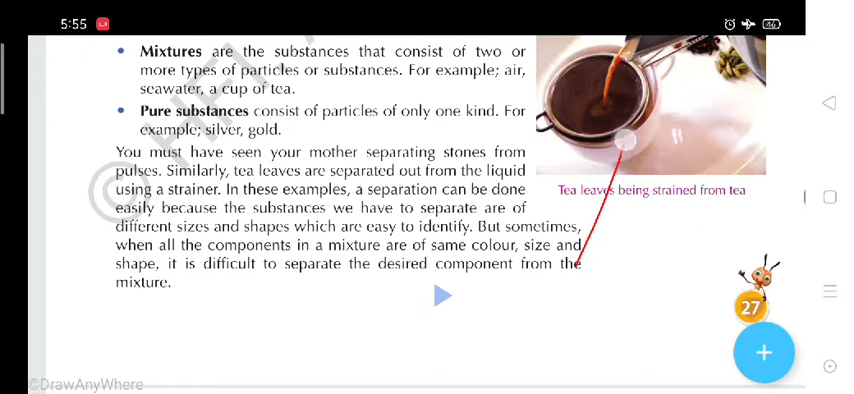 5:55
46
• Mixtures are the substances that consist of two or
more types of particles or substances. For example; air,
seawater, a cup of tea.
• Pure substances consist of particles of only one kind. For
example; silver, gold.
You must have seen your mother separating stones from
pulses. Similarly, tea leaves are separated out from the liquid
using a strainer. In these examples, a separation can be done
easily because the substances we have to separate are of
different sizes and shapes which are easy to identify. But sometimes,
when all the components in a mixture are of same colour, size and
shape, it is difficult to separate the desired component from the
mixture.
Tea leaves being strained from tea
27
©DrawAnyWhere